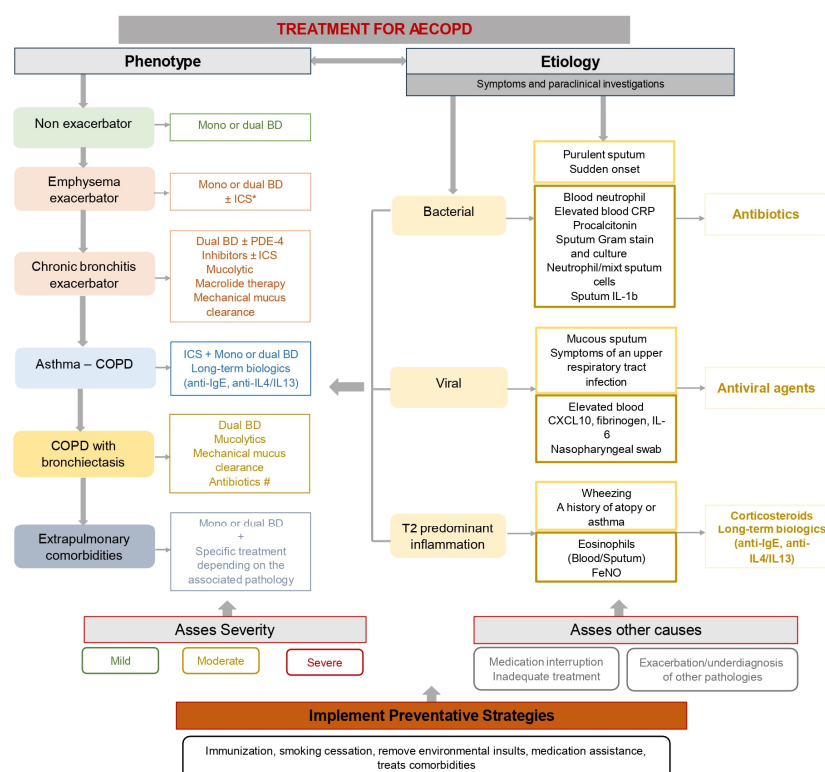 TREATMENT FOR AECOPD
Phenotype
Etiology
Symptoms and paraclinical investigations
Non exacerbator
Mono or dual BD
Emphysema
exacerbator
Mono or dual BD
± ICS*
Chronic bronchitis
exacerbator
Dual BD ± PDE-4
Inhibitors ± ICS
Mucolytic
Macrolide therapy
Mechanical mucus
clearance
Asthma – COPD
ICS + Mono or dual BD
Long-term biologics
(anti-IgE, anti-IL4/IL13)
COPD with
bronchiectasis
Dual BD
Mucolytics
Mechanical mucus
clearance
Antibiotics #
Extrapulmonary
comorbidities
Mono or dual BD
+
Specific treatment
depending on the
associated pathology
Bacterial
Purulent sputum
Sudden onset
Blood neutrophil
Elevated blood CRP
Procalcitonin
Sputum Gram stain
and culture
Neutrophil/mixt sputum
cells
Sputum IL-1b
Antibiotics
Viral
Mucous sputum
Symptoms of an upper
respiratory tract
infection
Elevated blood
CXCL10, fibrinogen, IL-
6
Nasopharyngeal swab
Antiviral agents
T2 predominant
inflammation
Wheezing
A history of atopy or
asthma
Eosinophils
(Blood/Sputum)
FeNO
Corticosteroids
Long-term biologics
(anti-IgE, anti-
IL4/IL13)
Asses Severity
Mild
Moderate
Severe
Asses other causes
Medication interruption
Inadequate treatment
Exacerbation/underdiagnosis
of other pathologies
Implement Preventative Strategies
Immunization, smoking cessation, remove environmental insults, medication assistance,
treats comorbidities